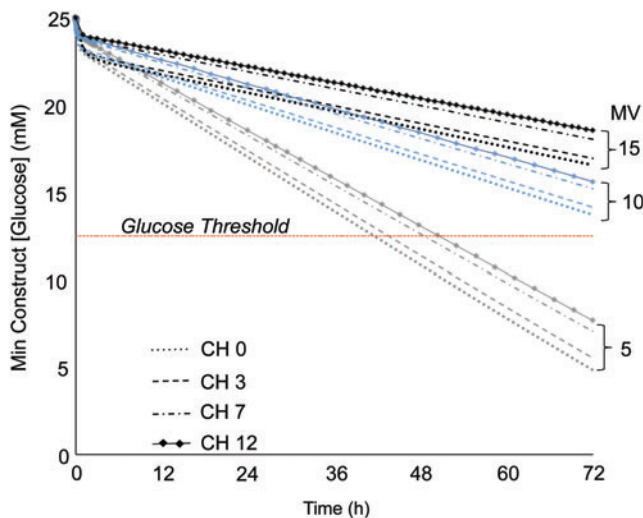 25
20
15
10
5
0
Min Construct [Glucose] (mM)
Glucose Threshold
CH 0
CH 3
CH 7
CH 12
MV
15
10
5
0 12 24 36 48 60 72
Time (h)